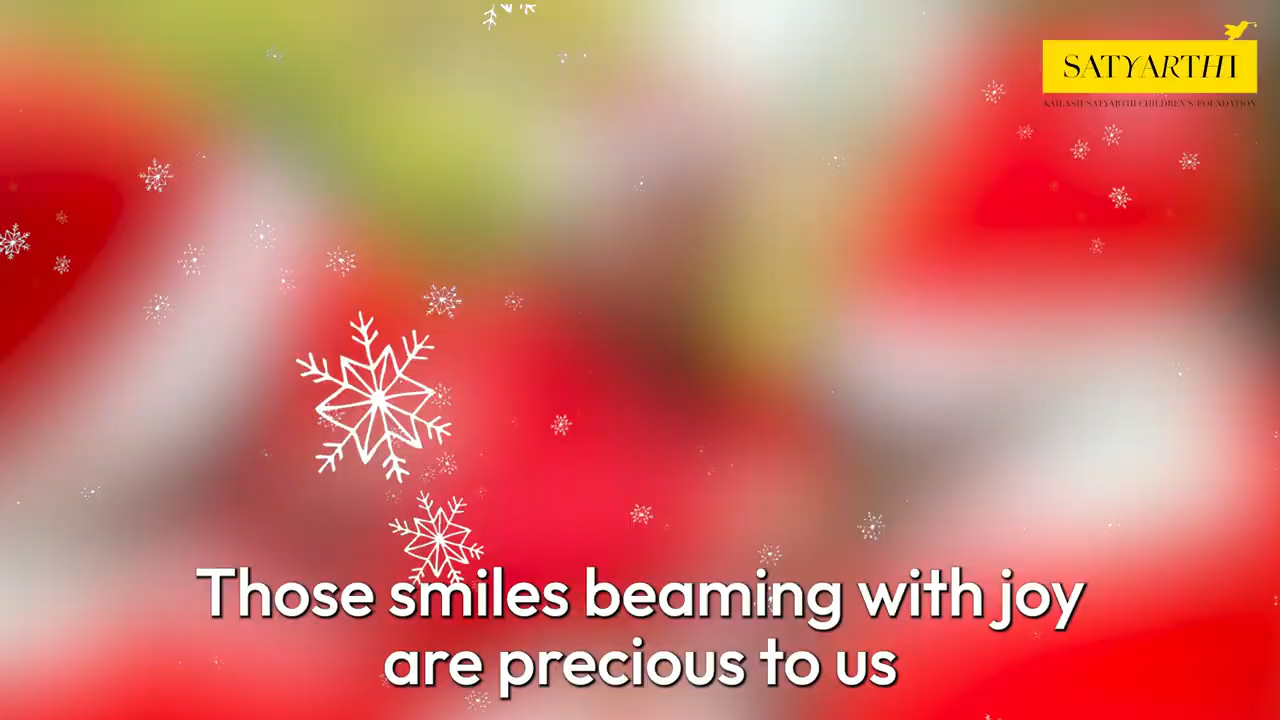 SATYARTHI
KAILASH SATYARTHI CHILDREN'S FOUNDATION
Those smiles beaming with joy
are precious to us